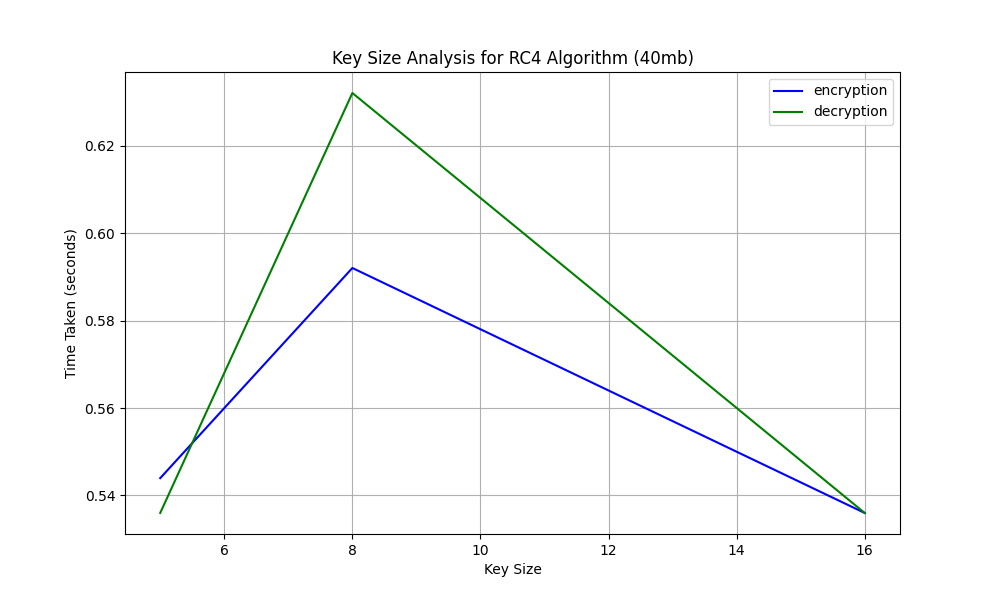 Key Size Analysis for RC4 Algorithm (40mb)
encryption
decryption
Time Taken (seconds)
0.62
0.60
0.58
0.56
0.54
6 8 10 12 14 16
Key Size